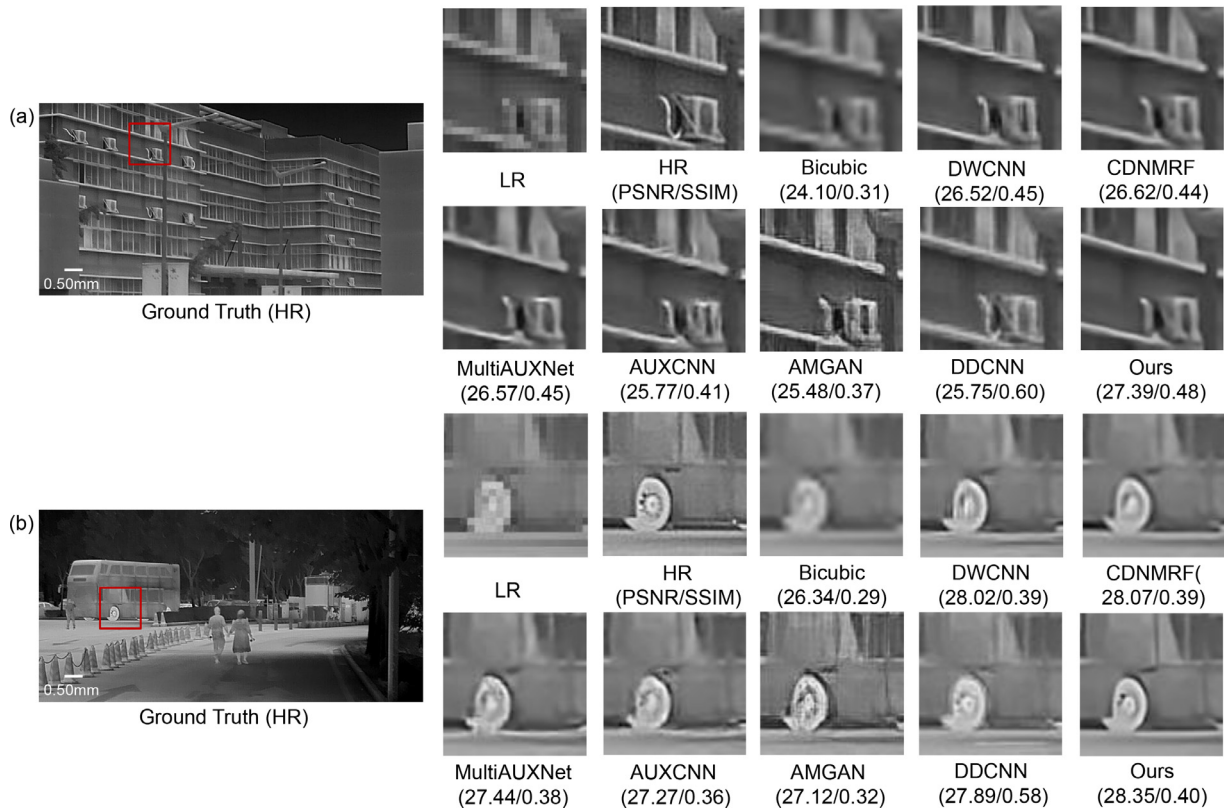 (a)
0.50mm
Ground Truth (HR)
LR
HR
(PSNR/SSIM)
Bicubic
(24.10/0.31)
DWCNN
(26.52/0.45)
CDNMRF
(26.62/0.44)
MultiAUXNet
(26.57/0.45)
AUXCNN
(25.77/0.41)
AMGAN
(25.48/0.37)
DDCNN
(25.75/0.60)
Ours
(27.39/0.48)
(b)
0.50mm
Ground Truth (HR)
LR
HR
(PSNR/SSIM)
Bicubic
(26.34/0.29)
DWCNN
(28.02/0.39)
CDNMRF(
28.07/0.39)
MultiAUXNet
(27.44/0.38)
AUXCNN
(27.27/0.36)
AMGAN
(27.12/0.32)
DDCNN
(27.89/0.58)
Ours
(28.35/0.40)